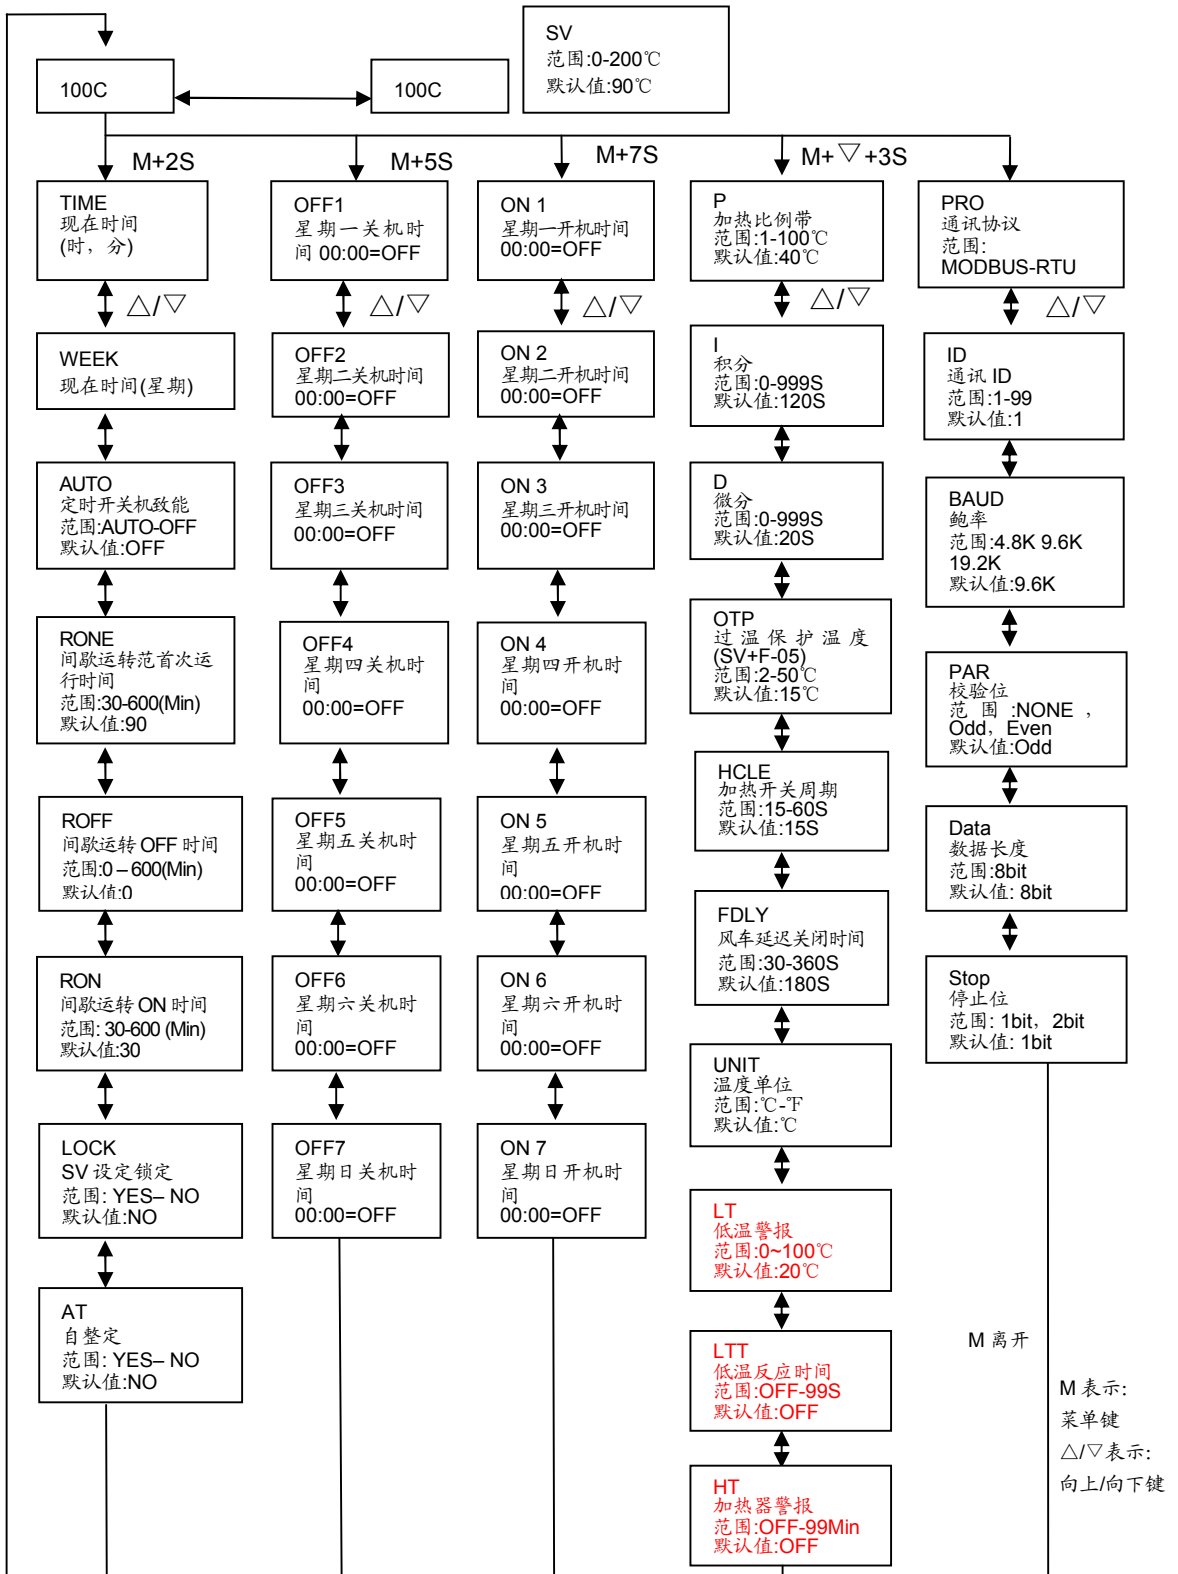 SV
范围:0-200℃
默认值:90℃
100C
100C
M+2S
M+5S
M+7S
M+▽+3S
TIME
现在时间
(时，分)
△/▽
WEEK
现在时间(星期)
AUTO
定时开关机致能
范围:AUTO-OFF
默认值:OFF
RONE
间歇运转范首次运
行时间
范围:30-600(Min)
默认值:90
ROFF
间歇运转 OFF 时间
范围:0 – 600(Min)
默认值:0
RON
间歇运转 ON 时间
范围: 30-600 (Min)
默认值:30
LOCK
SV 设定锁定
范围: YES– NO
默认值:NO
AT
自整定
范围: YES– NO
默认值:NO
OFF1
星期一关机时
间 00:00=OFF
△/▽
OFF2
星期二关机时间
00:00=OFF
OFF3
星期三关机时间
00:00=OFF
OFF4
星期四关机时
间
00:00=OFF
OFF5
星期五关机时
间
00:00=OFF
OFF6
星期六关机时
间
00:00=OFF
OFF7
星期日关机时
间
00:00=OFF
ON 1
星期一开机时间
00:00=OFF
△/▽
ON 2
星期二开机时间
00:00=OFF
ON 3
星期三开机时间
00:00=OFF
ON 4
星期四开机时
间
00:00=OFF
ON 5
星期五开机时
间
00:00=OFF
ON 6
星期六开机时
间
00:00=OFF
ON 7
星期日开机时
间
00:00=OFF
P
加热比例带
范围:1-100℃
默认值:40℃
△/▽
I
积分
范围:0-999S
默认值:120S
D
微分
范围:0-999S
默认值:20S
OTP
过温保护温度
(SV+F-05)
范围:2-50℃
默认值:15℃
HCLE
加热开关周期
范围:15-60S
默认值:15S
FDLY
风车延迟关闭时间
范围:30-360S
默认值:180S
UNIT
温度单位
范围:℃-℉
默认值:℃
LT
低温警报
范围:0~100℃
默认值:20℃
LTT
低温反应时间
范围:OFF-99S
默认值:OFF
HT
加热器警报
范围:OFF-99Min
默认值:OFF
PRO
通讯协议
范围:
MODBUS-RTU
△/▽
ID
通讯 ID
范围:1-99
默认值:1
BAUD
鲍率
范围:4.8K 9.6K
19.2K
默认值:9.6K
PAR
校验位
范围:NONE，
Odd，Even
默认值:Odd
Data
数据长度
范围:8bit
默认值: 8bit
Stop
停止位
范围: 1bit，2bit
默认值: 1bit
M 离开
M 表示:
菜单键
△/▽表示:
向上/向下键